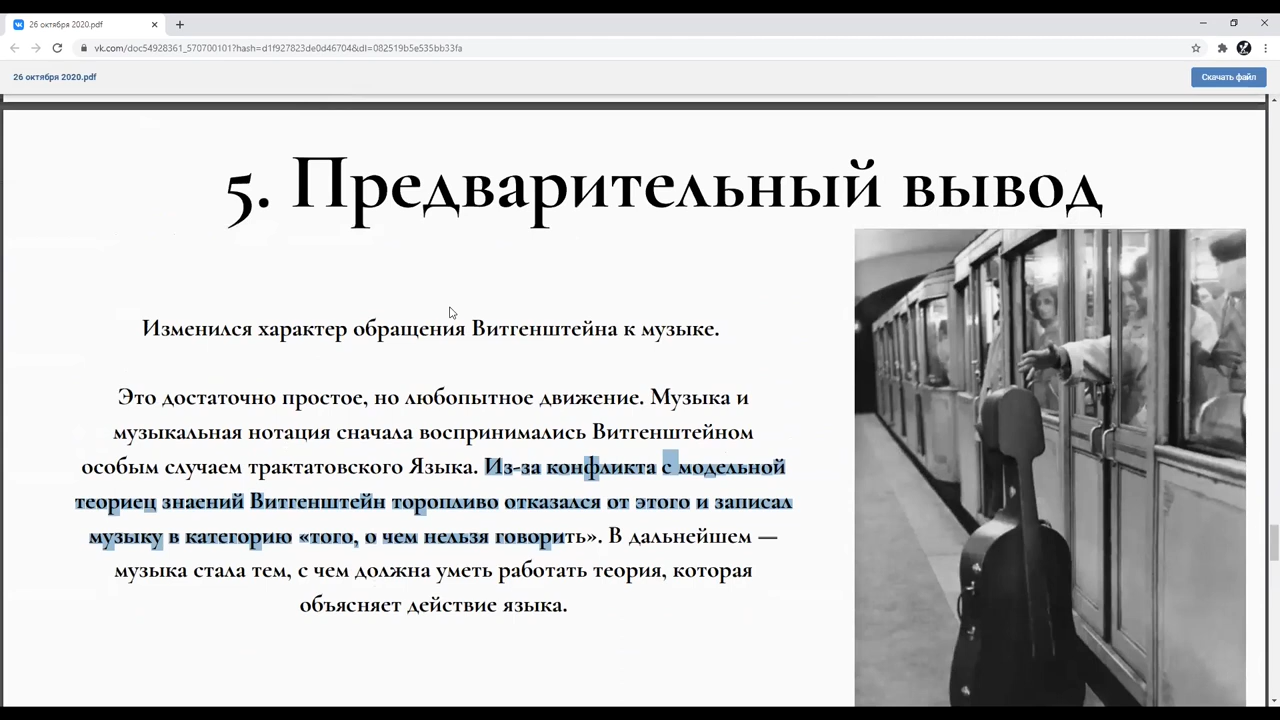 26 октября 2020.pdf
vk.com/doc54928361_570700101?hash=d1f927823de0d46704&dl=082519b5e535bb33fa
26 октября 2020.pdf
Скачать файл
5. Предварительный вывод
Изменился характер обращения Витгенштейна к музыке.
Это достаточно простое, но любопытное движение. Музыка и
музыкальная нотация сначала воспринимались Витгенштейном
особым случаем трактатовского Языка. Из-за конфликта с модельной
теориец знаений Витгенштейн торопливо отказался от этого и записал
музыку в категорию «того, о чем нельзя говорить». В дальнейшем —
музыка стала тем, с чем должна уметь работать теория, которая
объясняет действие языка.